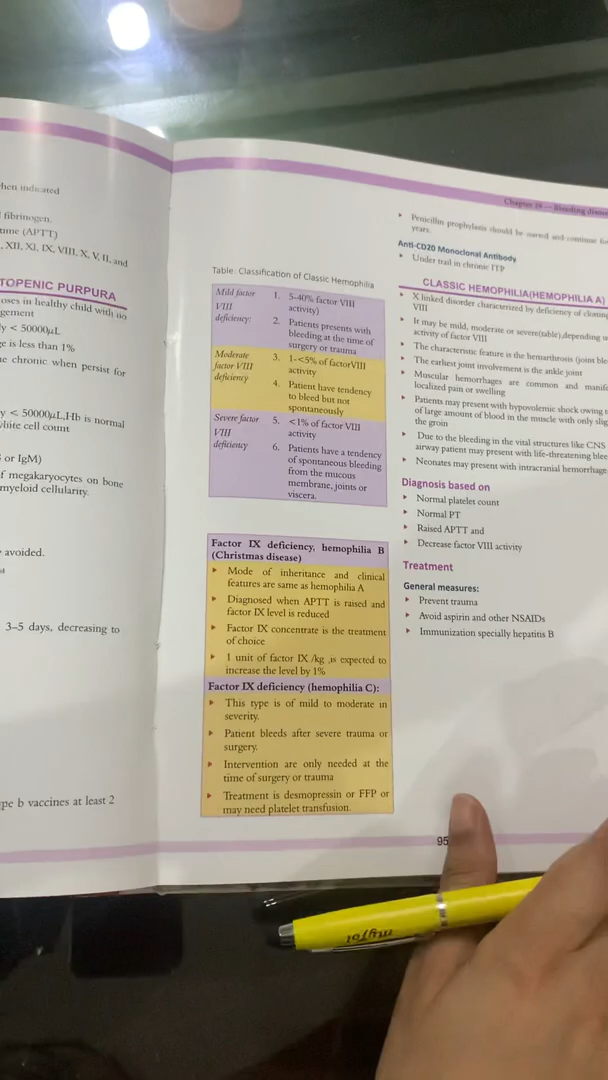 when indicated
fibrinogen.
(APTT)
, XII, XI, IX, VIII, X, V, II, and
TOPENIC PURPURA
oses in healthy child with no
gement
y < 50000μL
ge is less than 1%
ne chronic when persist for
y < 50000μL,Hb is normal
white cell count
or IgM)
f megakaryocytes on bone
myeloid cellularity.
avoided.
3–5 days, decreasing to
pe b vaccines at least 2
Table: Classification of Classic Hemophilia
Mild factor VIII deficiency:
1. 5-40% factor VIII
activity)
2. Patients presents with
bleeding at the time of
surgery or trauma
Moderate factor VIII deficiency
3. 1-<5% of factorVIII
activity
4. Patient have tendency
to bleed but not
spontaneously
Severe factor VIII deficiency
5. <1% of factor VIII
activity
6. Patients have a tendency
of spontaneous bleeding
from the mucous
membrane, joints or
viscera.
Factor IX deficiency, hemophilia B
(Christmas disease)
Mode of inheritance and clinical
features are same as hemophilia A
Diagnosed when APTT is raised and
factor IX level is reduced
Factor IX concentrate is the treatment
of choice
1 unit of factor IX /kg ,is expected to
increase the level by 1%
Factor IX deficiency (hemophilia C):
This type is of mild to moderate in
severity.
Patient bleeds after severe trauma or
surgery.
Intervention are only needed at the
time of surgery or trauma
Treatment is desmopressin or FFP or
may need platelet transfusion.
Bleeding
Penicillin prophylaxis should be and continue
years.
Anti-CD20 Monoclonal Antibody
Under trail in chronic ITP
CLASSIC HEMOPHILIA(HEMOPHILIA A)
X linked disorder characterized by deficiency of
VIII
It may be mild, moderate or severe(table),depending
activity of factor VIII
The characteristic feature is the hemarthrosis (joint
The earliest joint involvement is the ankle joint
Muscular hemorrhages are common and
localized pain or swelling
Patients may present with hypovolemic shock owing
of large amount of blood in the muscle with only
the groin
Due to the bleeding in the vital structures like CNS
airway patient may present with life-threatening
Neonates may present with intracranial hemorrhage
Diagnosis based on
Normal platelet count
Normal PT
Raised APTT and
Decrease factor VIII activity
Treatment
General measures:
Prevent trauma
Avoid aspirin and other NSAIDs
Immunization specially hepatitis B
95